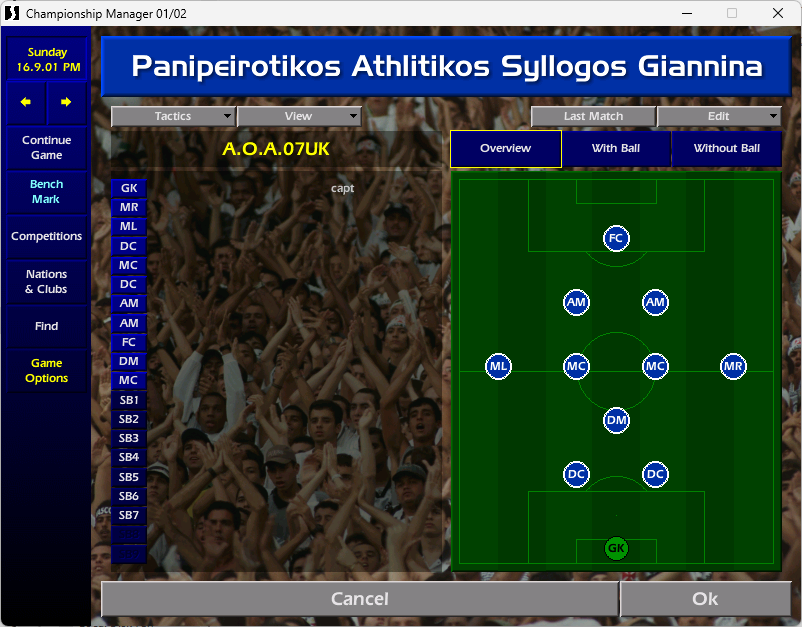 Championship Manager 01/02
Sunday
16.9.01 PM
Continue
Game
Bench
Mark
Competitions
Nations
& Clubs
Find
Game
Options
Panipeirotikos Athlitikos Syllogos Giannina
Tactics
View
Last Match
Edit
A.O.A.07UK
Overview
With Ball
Without Ball
GK capt
MR
ML
DC
MC
DC
AM
AM
FC
DM
MC
SB1
SB2
SB3
SB4
SB5
SB6
SB7
FC
AM AM
ML MC MC MR
DM
DC DC
GK
Cancel
Ok